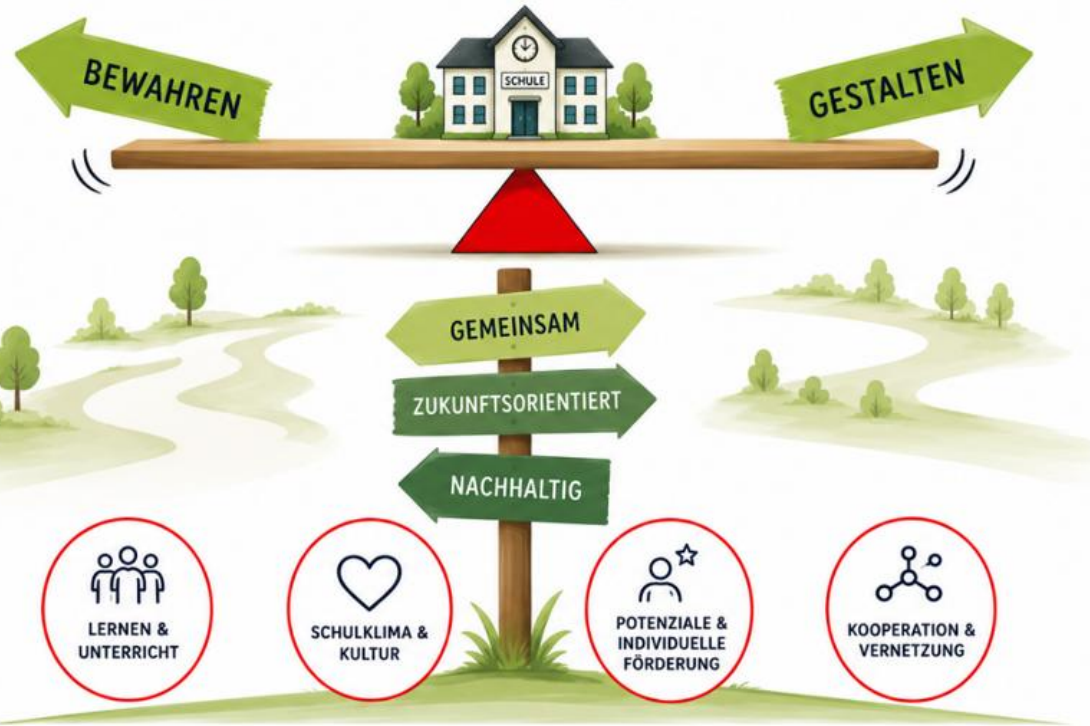 BEWAHREN
SCHULE
GESTALTEN
GEMEINSAM
ZUKUNFTSORIENTIERT
NACHHALTIG
LERNEN &
UNTERRICHT
SCHULKLIMA &
KULTUR
POTENZIALE &
INDIVIDUELLE
FÖRDERUNG
KOOPERATION &
VERNETZUNG